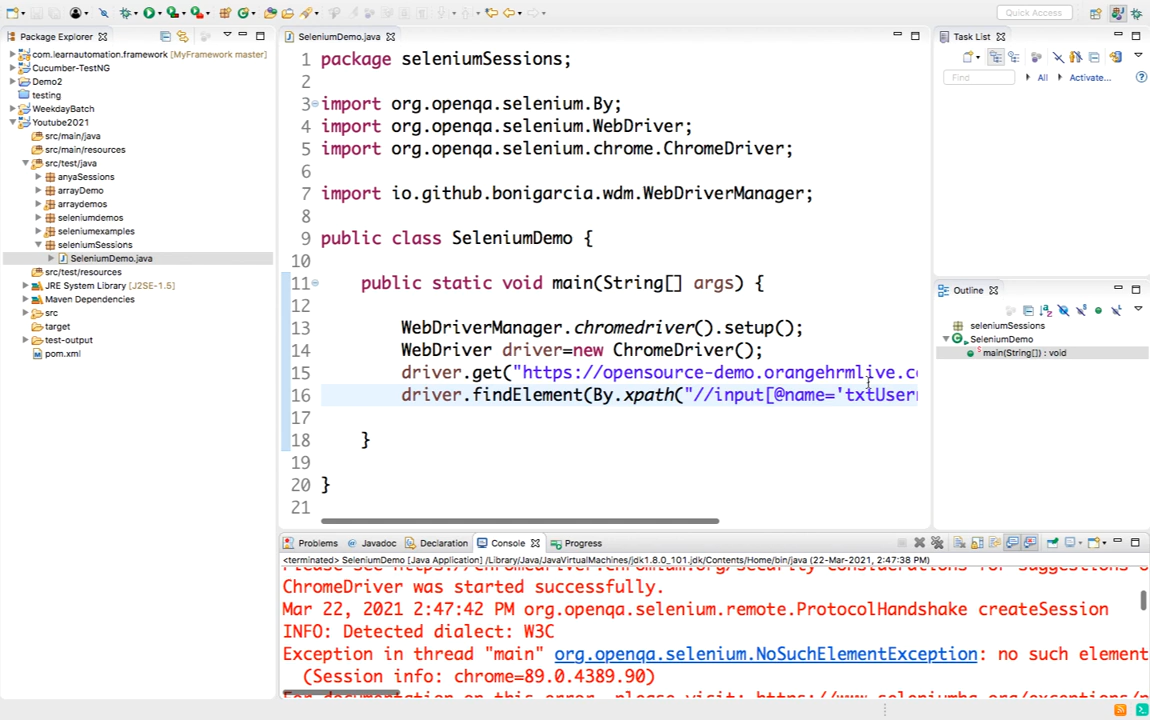 Quick Access
Package Explorer
com.learnautomation.framework [MyFramework master]
Cucumber-TestNG
Demo2
testing
WeekdayBatch
Youtube2021
src/main/java
src/main/resources
src/test/java
anyaSessions
arrayDemo
arraydemos
seleniumdemos
seleniumexamples
seleniumSessions
SeleniumDemo.java
src/test/resources
JRE System Library [J2SE-1.5]
Maven Dependencies
src
target
test-output
pom.xml
SeleniumDemo.java
1 package seleniumSessions;
2
3 import org.openqa.selenium.By;
4 import org.openqa.selenium.WebDriver;
5 import org.openqa.selenium.chrome.ChromeDriver;
6
7 import io.github.bonigarcia.wdm.WebDriverManager;
8
9 public class SeleniumDemo {
10
11 public static void main(String[] args) {
12
13 WebDriverManager.chromedriver().setup();
14 WebDriver driver=new ChromeDriver();
15 driver.get("https://opensource-demo.orangehrmlive.c
16 driver.findElement(By.xpath("//input[@name='txtUser
17
18 }
19
20 }
21
Task List
Find All Activate...
Outline
seleniumSessions
SeleniumDemo
main(String[]) : void
Problems Javadoc Declaration Console Progress
<terminated> SeleniumDemo [Java Application] /Library/Java/JavaVirtualMachines/jdk1.8.0_101.jdk/Contents/Home/bin/java (22-Mar-2021, 2:47:38 PM)
ChromeDriver was started successfully.
Mar 22, 2021 2:47:42 PM org.openqa.selenium.remote.ProtocolHandshake createSession
INFO: Detected dialect: W3C
Exception in thread "main" org.openqa.selenium.NoSuchElementException: no such element
(Session info: chrome=89.0.4389.90)